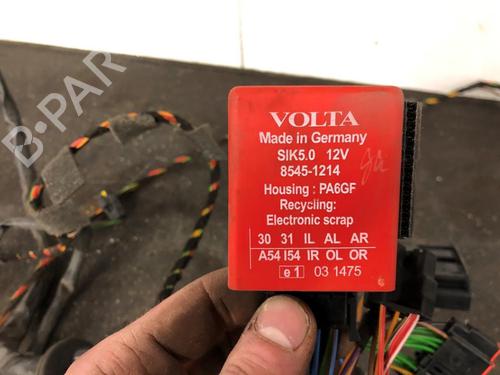 B-PART
VOLTA
Made in Germany
SIK5.0 12V
8545-1214
Housing : PA6GF
Recycling:
Electronic scrap
30 31 IL AL AR
A54 I54 IR OL OR
e1 03 1475